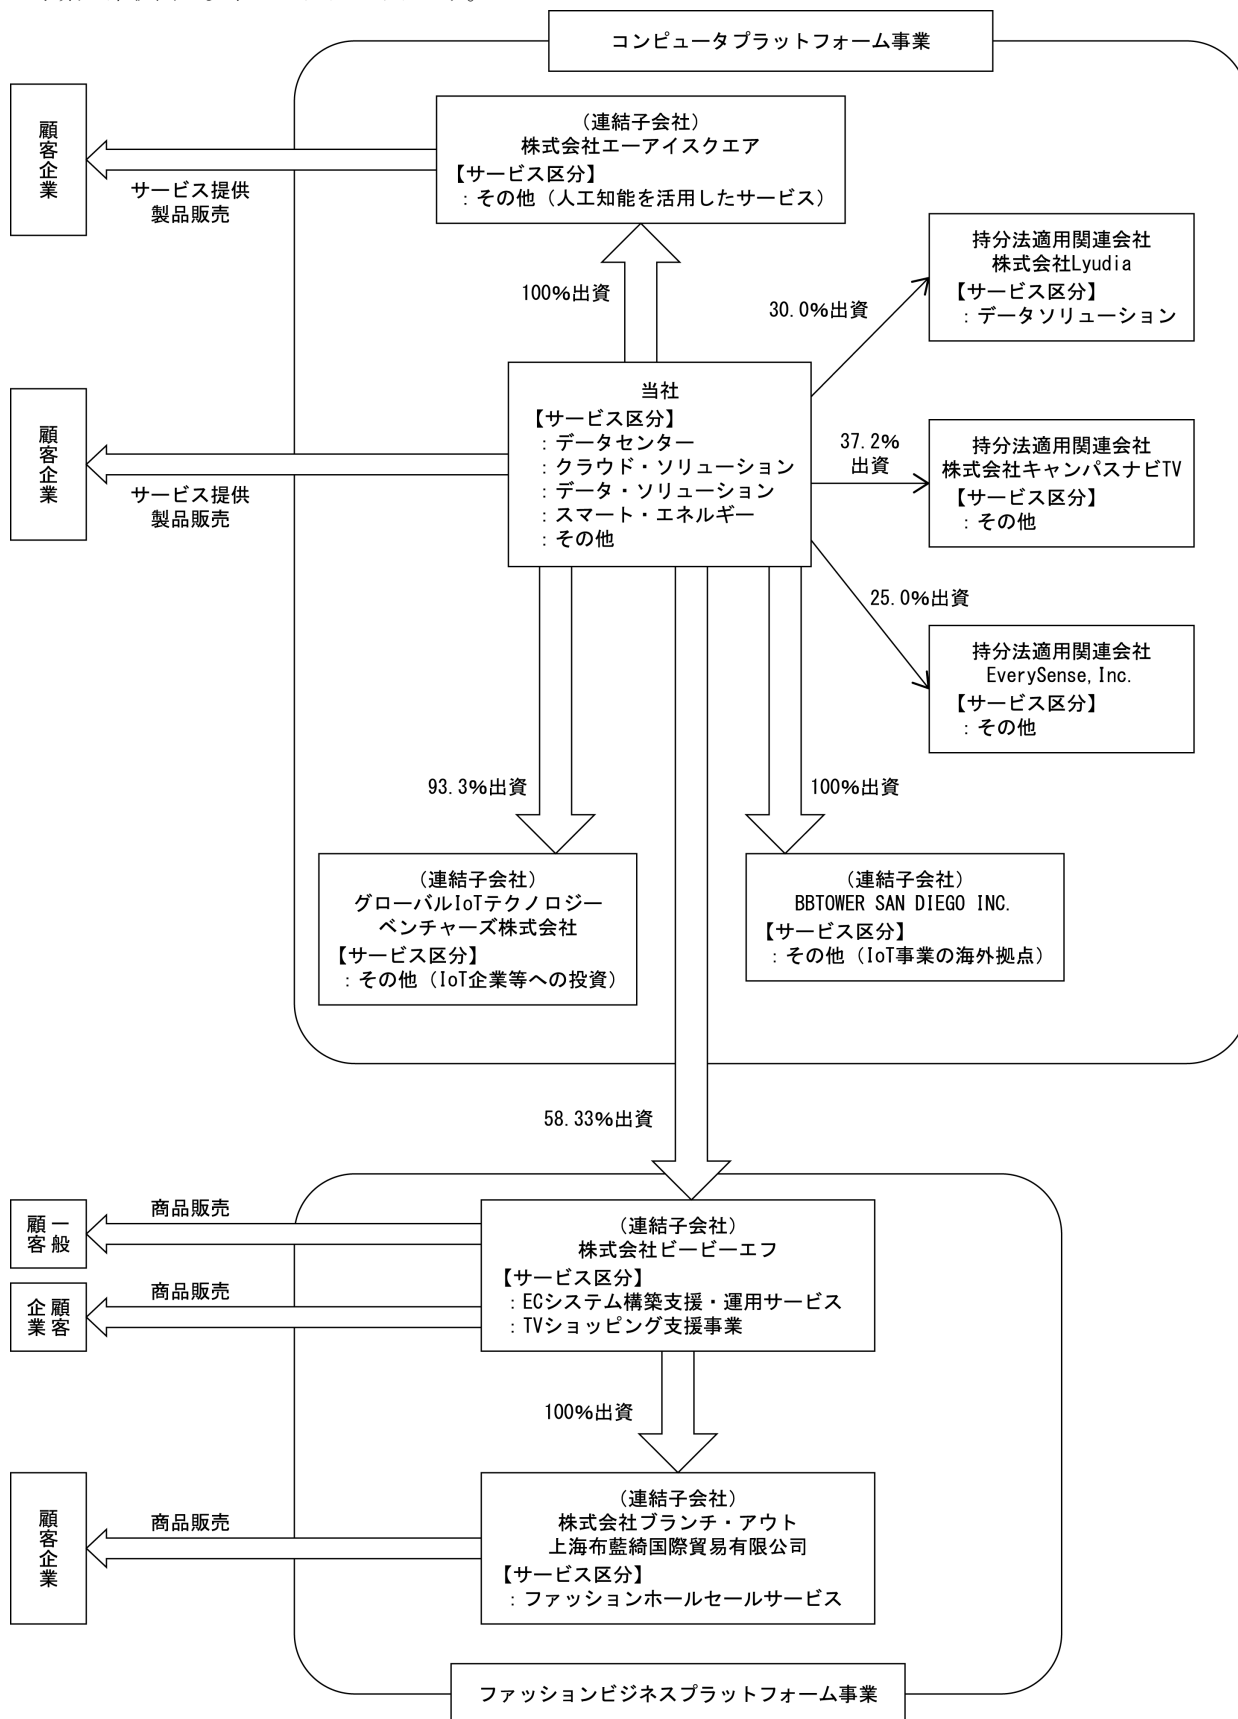 コンピュータプラットフォーム事業
顧客企業
サービス提供
製品販売
（連結子会社）
株式会社エーアイスクエア
【サービス区分】
：その他（人工知能を活用したサービス）
100%出資
30.0%出資
持分法適用関連会社
株式会社Lyudia
【サービス区分】
：データソリューション
顧客企業
サービス提供
製品販売
当社
【サービス区分】
：データセンター
：クラウド・ソリューション
：データ・ソリューション
：スマート・エネルギー
：その他
37.2%
出資
持分法適用関連会社
株式会社キャンパスナビTV
【サービス区分】
：その他
25.0%出資
持分法適用関連会社
EverySense,Inc.
【サービス区分】
：その他
93.3%出資
100%出資
（連結子会社）
グローバルIoTテクノロジー
ベンチャーズ株式会社
【サービス区分】
：その他（IoT企業等への投資）
（連結子会社）
BBTOWER SAN DIEGO INC.
【サービス区分】
：その他（IoT事業の海外拠点）
58.33%出資
一般顧客
商品販売
顧客企業
商品販売
（連結子会社）
株式会社ビービーエフ
【サービス区分】
：ECシステム構築支援・運用サービス
：TVショッピング支援事業
100%出資
顧客企業
商品販売
（連結子会社）
株式会社ブランチ・アウト
上海布藍綺国際貿易有限公司
【サービス区分】
：ファッションホールセールサービス
ファッションビジネスプラットフォーム事業